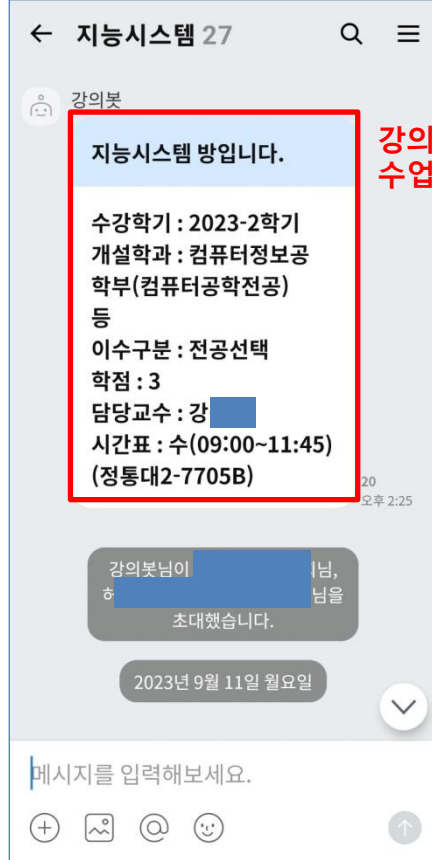 지능시스템 27
강의봇
지능시스템 방입니다.
강의
수업
수강학기 : 2023-2학기
개설학과 : 컴퓨터정보공
학부(컴퓨터공학전공)
등
이수구분 : 전공선택
학점 : 3
담당교수 : 강
시간표 : 수(09:00~11:45)
(정통대2-7705B)
20
오후 2:25
강의봇님이 님,
허 님을
초대했습니다.
2023년 9월 11일 월요일
메시지를 입력해보세요.